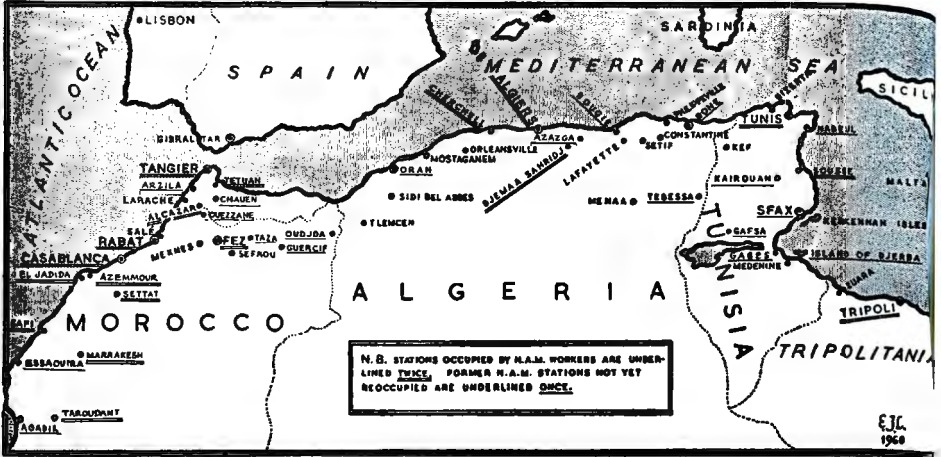 LISBON
ATLANTIC OCEAN
SPAIN
SARDINIA
MEDITERRANEAN SEA
SICIL
GIBRALTAR
CHERCHELL
ALGIERS
BOUGIE
BONE
BIZERTA
TUNIS
NABEUL
AZAZGA
CONSTANTINE
SETIF
KEF
ORLEANSVILLE
MOSTAGANEM
ORAN
DJEMAA SAHRIDJ
LAFAYETTE
SOUSSE
MALTA
TANGIER
TETUAN
ARZILA
CHAUEN
LARACHE
ALCAZAR
OUEZZANE
SIDI BEL ABBES
MENAA
TEBESSA
KAIROUAN
SFAX
KERKENNAH ISLES
TLEMCEN
SALE
RABAT
MEKNES
FEZ
TAZA
OUDJDA
SEFROU
GUERCIF
GAFSA
GABES
MEDENINE
ISLAND OF DJERBA
CASABLANCA
EL JADIDA
AZEMMOUR
SETTAT
ALGERIA
TUNISIA
ZUARA
TRIPOLI
SAFI
MOROCCO
TRIPOLITANIA
MARRAKESH
ESSAOUIRA
TAROUDANT
AGADIR
N.B. STATIONS OCCUPIED BY N.A.M. WORKERS ARE UNDER-
LINED TWICE. FORMER N.A.M. STATIONS NOT YET
REOCCUPIED ARE UNDERLINED ONCE.
1960